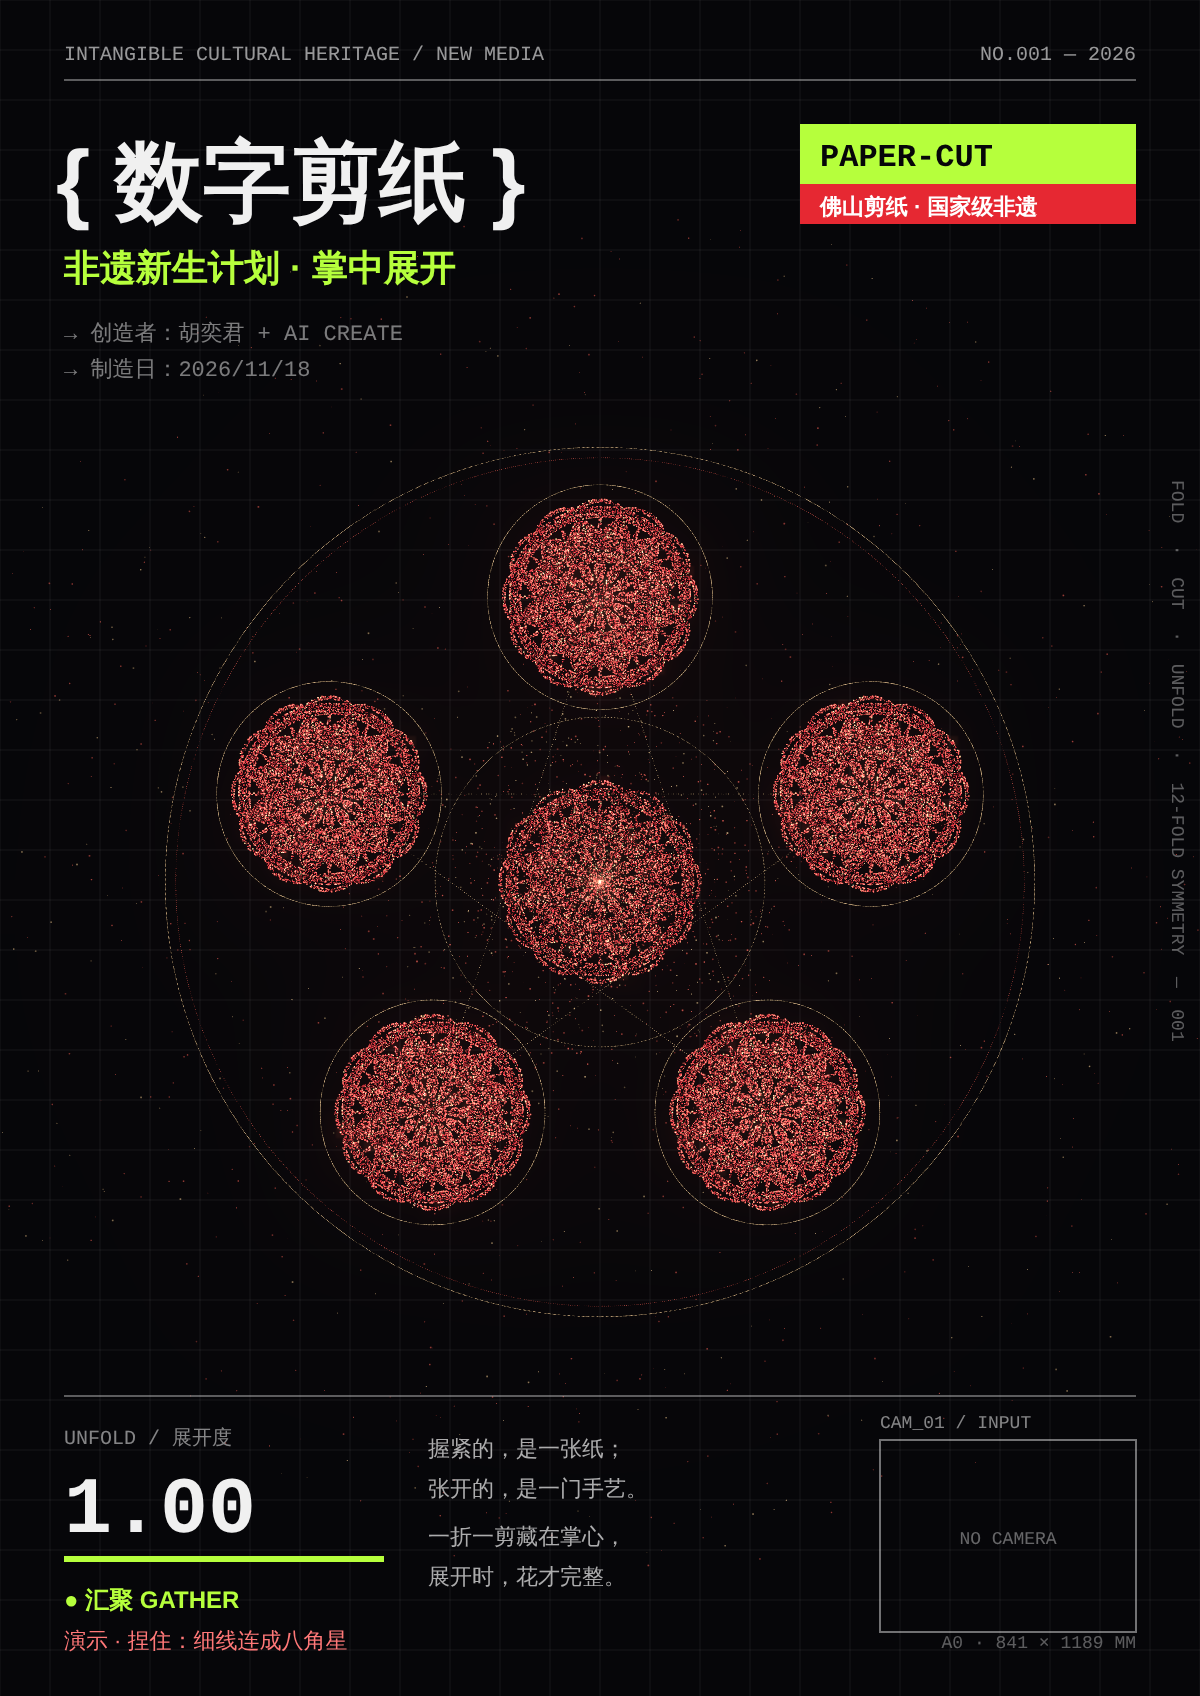 INTANGIBLE CULTURAL HERITAGE / NEW MEDIA
NO.001 — 2026
{ 数字剪纸 }
PAPER-CUT
佛山剪纸 · 国家级非遗
非遗新生计划 · 掌中展开
→ 创造者：胡奕君 + AI CREATE
→ 制造日：2026/11/18
FOLD · CUT · UNFOLD · 12-FOLD SYMMETRY — 001
UNFOLD / 展开度
1.00
● 汇聚 GATHER
演示 · 捏住：细线连成八角星
握紧的，是一张纸；
张开的，是一门手艺。
一折一剪藏在掌心，
展开时，花才完整。
CAM_01 / INPUT
NO CAMERA
A0 · 841 × 1189 MM